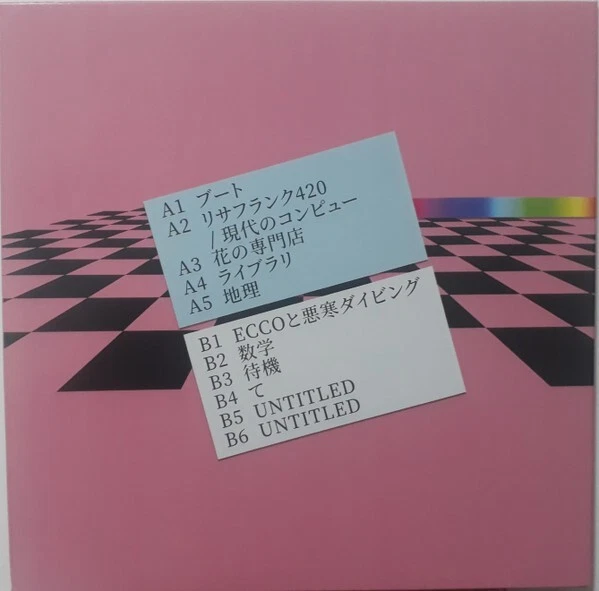 A1 ブート
A2 リサフランク420
/ 現代のコンピュー
A3 花の専門店
A4 ライブラリ
A5 地理
B1 ECCOと悪寒ダイビング
B2 数学
B3 待機
B4 て
B5 UNTITLED
B6 UNTITLED